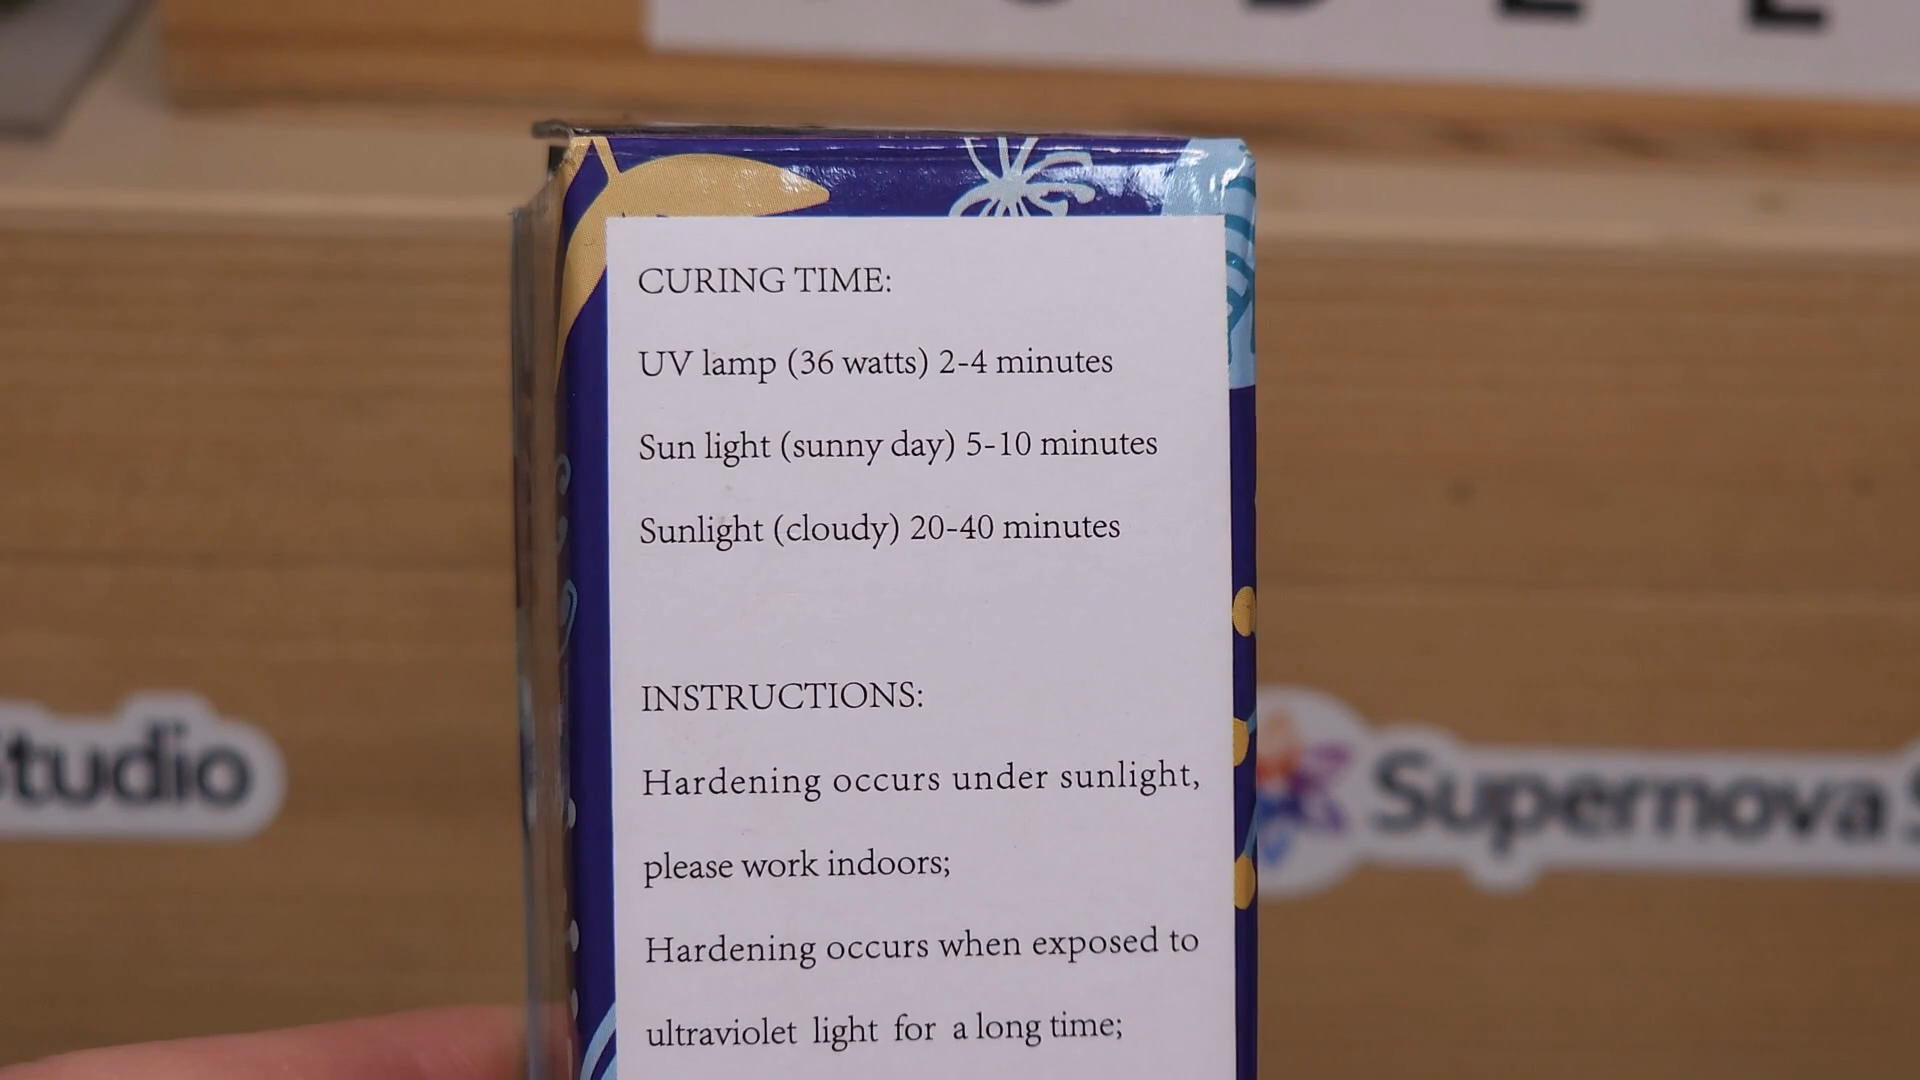 CURING TIME:
UV lamp (36 watts) 2-4 minutes
Sun light (sunny day) 5-10 minutes
Sunlight (cloudy) 20-40 minutes
INSTRUCTIONS:
Hardening occurs under sunlight,
please work indoors;
Hardening occurs when exposed to
ultraviolet light for a long time;
Studio
Supernova S